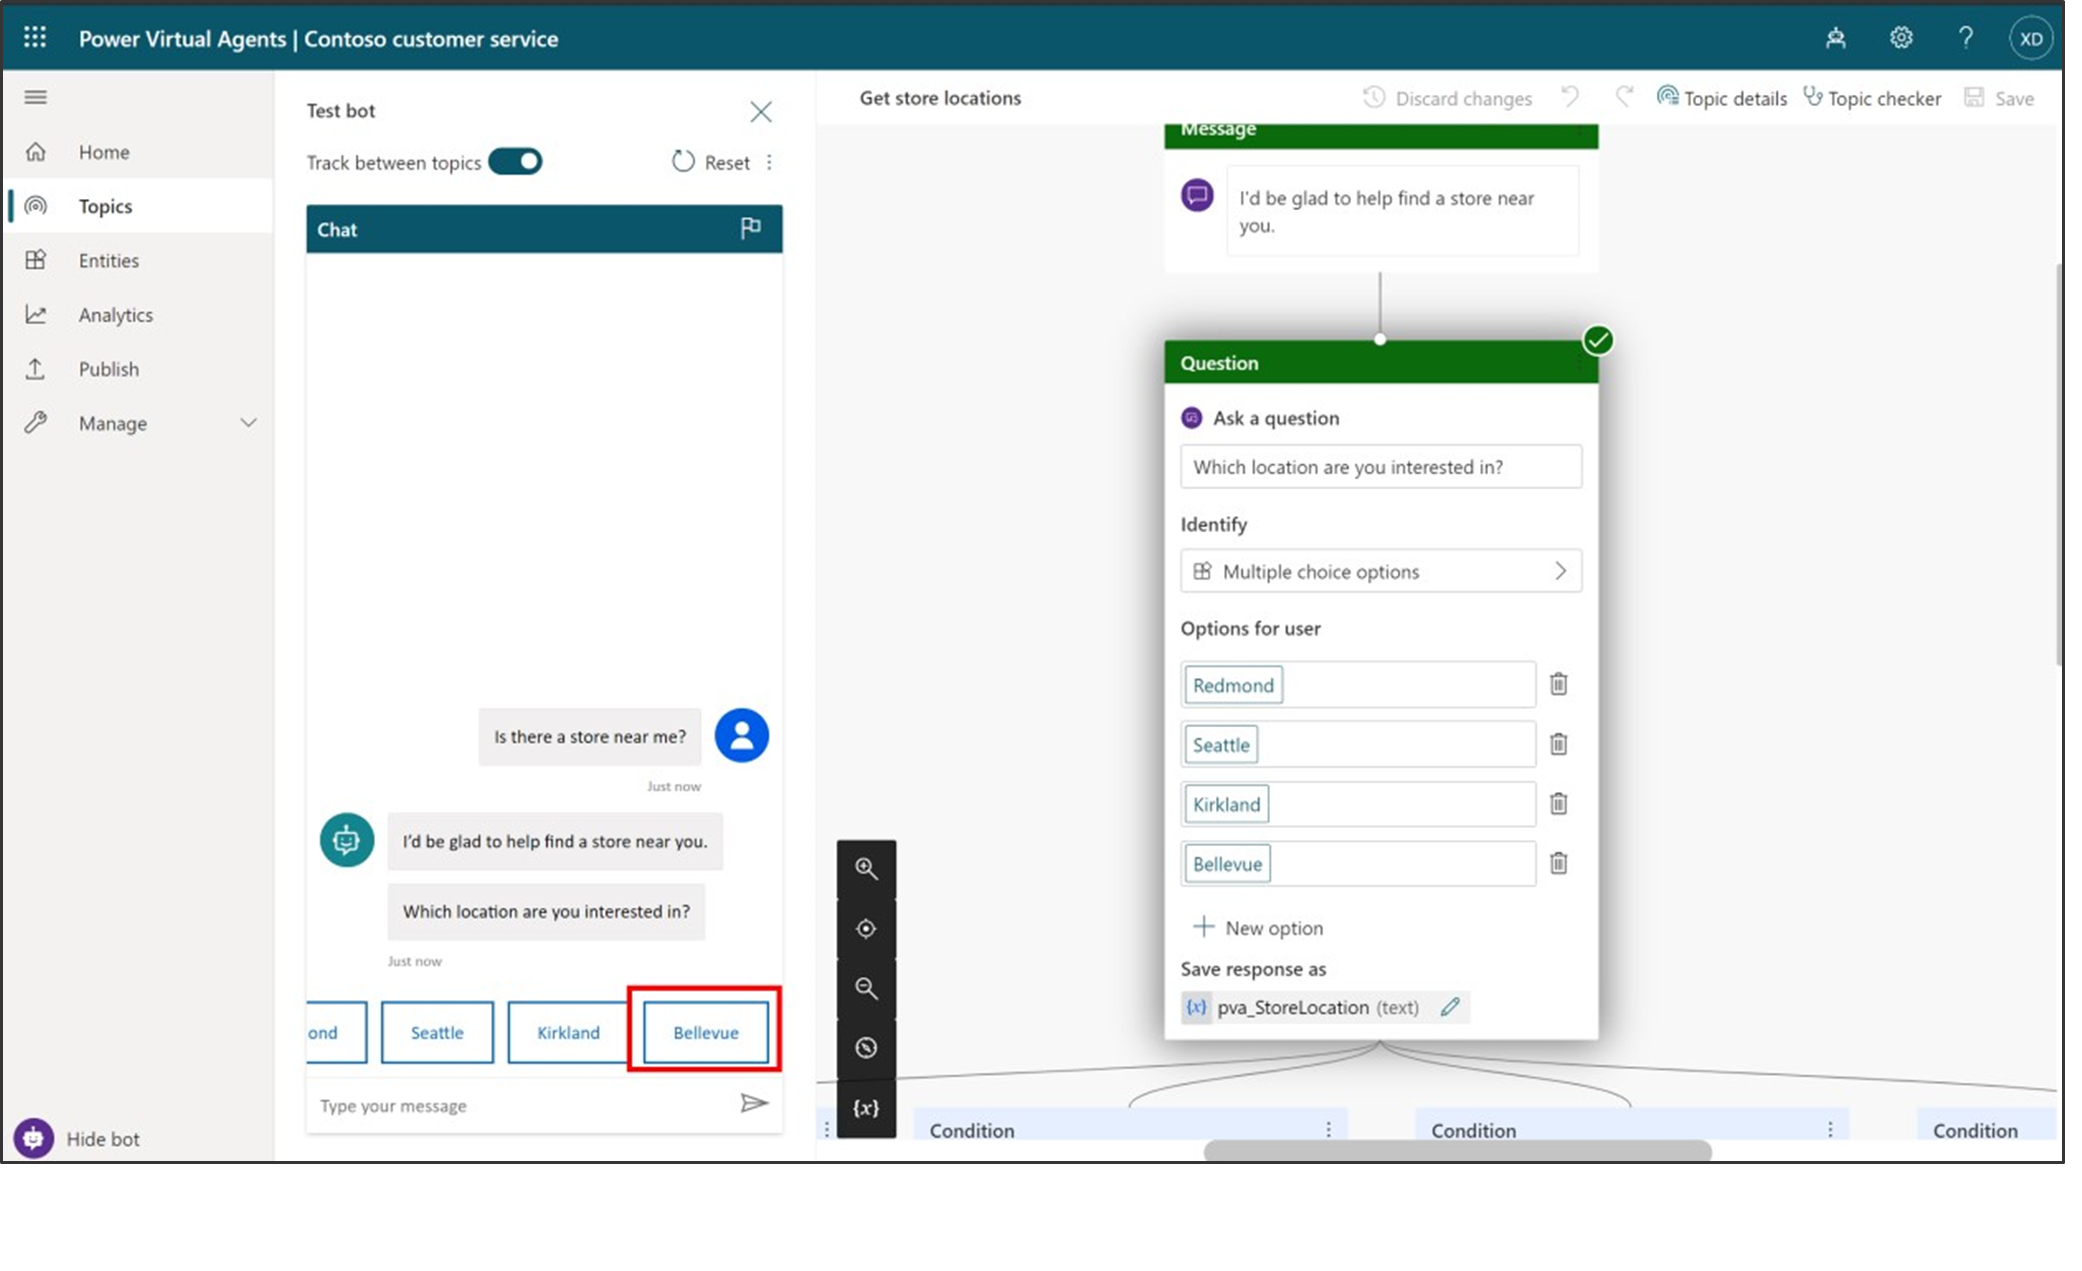 Power Virtual Agents | Contoso customer service
XD
Home
Topics
Entities
Analytics
Publish
Manage
Hide bot
Test bot
Track between topics
Reset
Chat
Is there a store near me?
Just now
I'd be glad to help find a store near you.
Which location are you interested in?
Just now
ond
Seattle
Kirkland
Bellevue
Type your message
Get store locations
Discard changes
Topic details
Topic checker
Save
Message
I'd be glad to help find a store near
you.
Question
Ask a question
Which location are you interested in?
Identify
Multiple choice options
Options for user
Redmond
Seattle
Kirkland
Bellevue
New option
Save response as
{x} pva_StoreLocation (text)
{x}
Condition
Condition
Condition